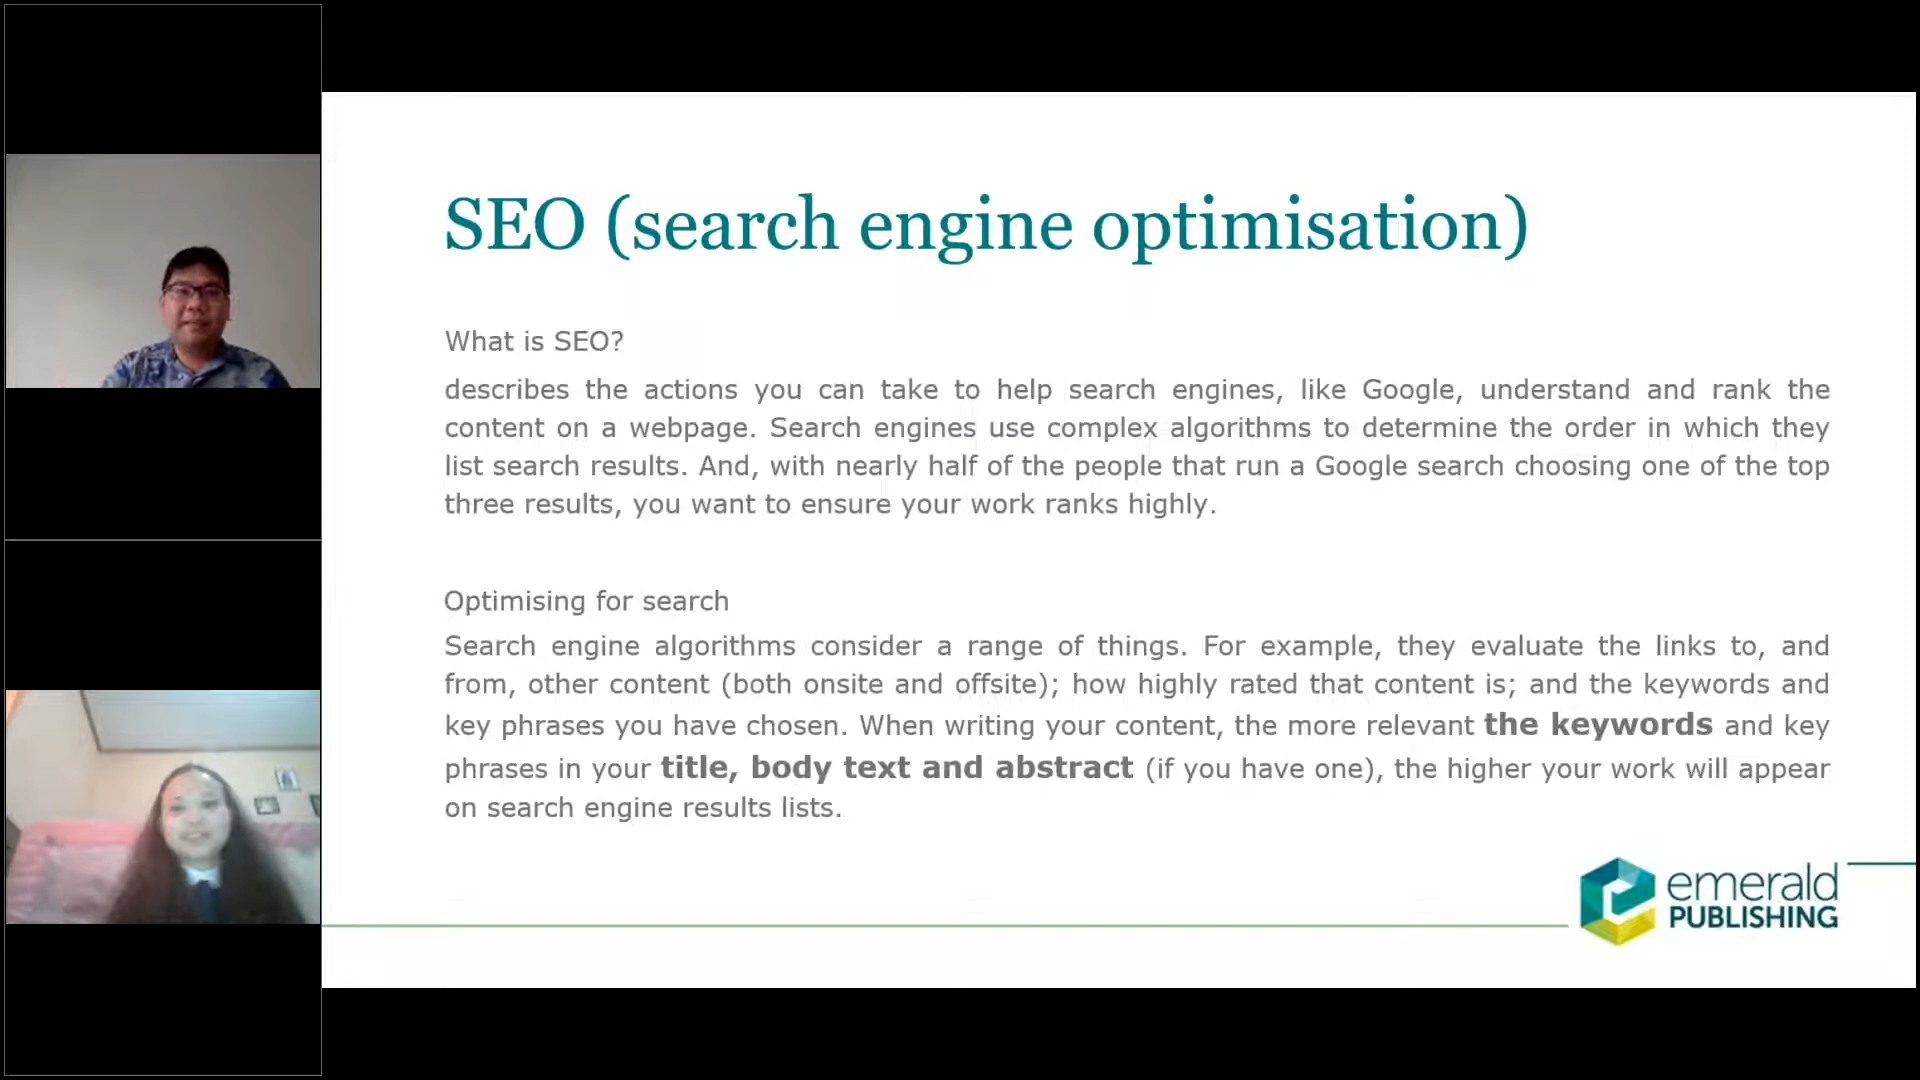 SEO (search engine optimisation)
What is SEO?
describes the actions you can take to help search engines, like Google, understand and rank the
content on a webpage. Search engines use complex algorithms to determine the order in which they
list search results. And, with nearly half of the people that run a Google search choosing one of the top
three results, you want to ensure your work ranks highly.
Optimising for search
Search engine algorithms consider a range of things. For example, they evaluate the links to, and
from, other content (both onsite and offsite); how highly rated that content is; and the keywords and
key phrases you have chosen. When writing your content, the more relevant the keywords and key
phrases in your title, body text and abstract (if you have one), the higher your work will appear
on search engine results lists.
emerald
PUBLISHING